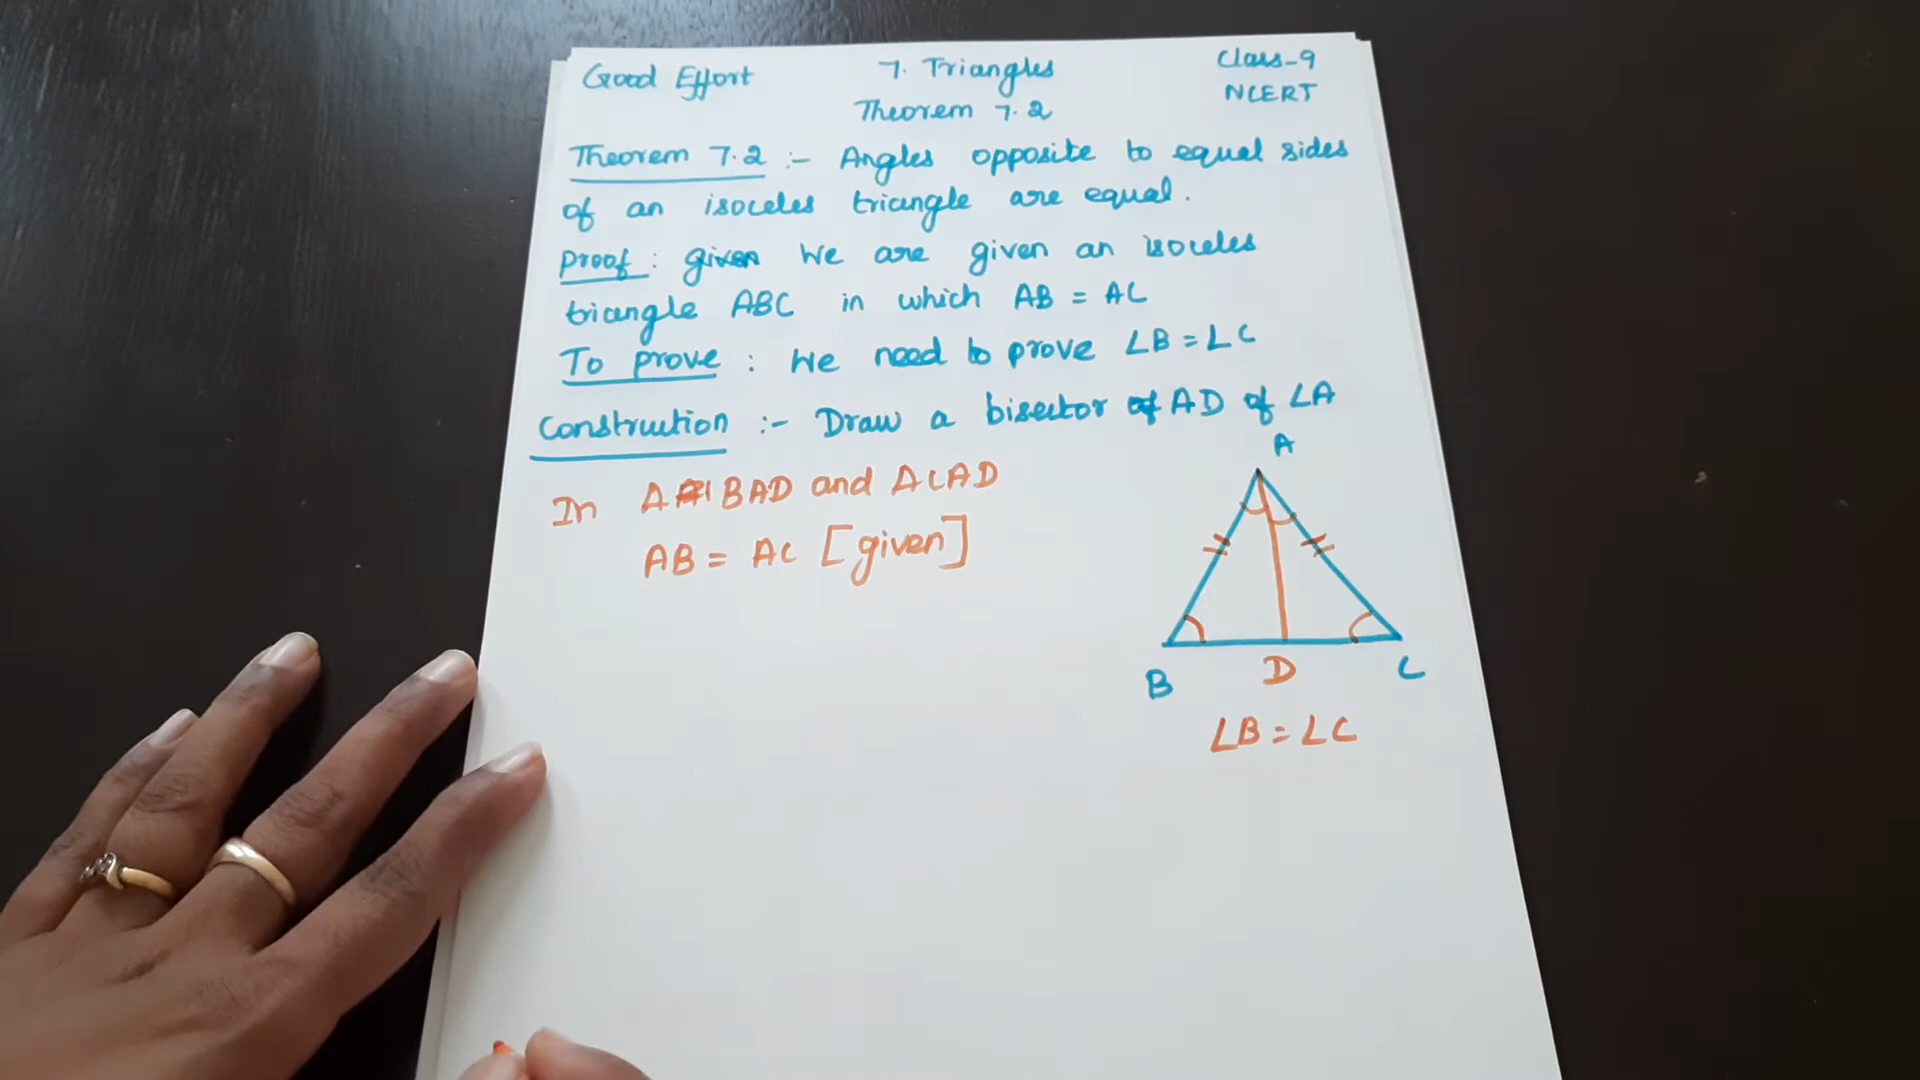 Good Effort
7. Triangles
Class-9
NCERT
Theorem 7.2
Theorem 7.2 :- Angles opposite to equal sides
of an isoceles triangle are equal.
Proof : given We are given an isoceles
triangle ABC in which AB = AC
To prove : We need to prove ∠B = ∠C
Construction :- Draw a bisector of AD of ∠A
In Δ BAD and ΔCAD
AB = AC [given]
A
B
D
C
∠B = ∠C